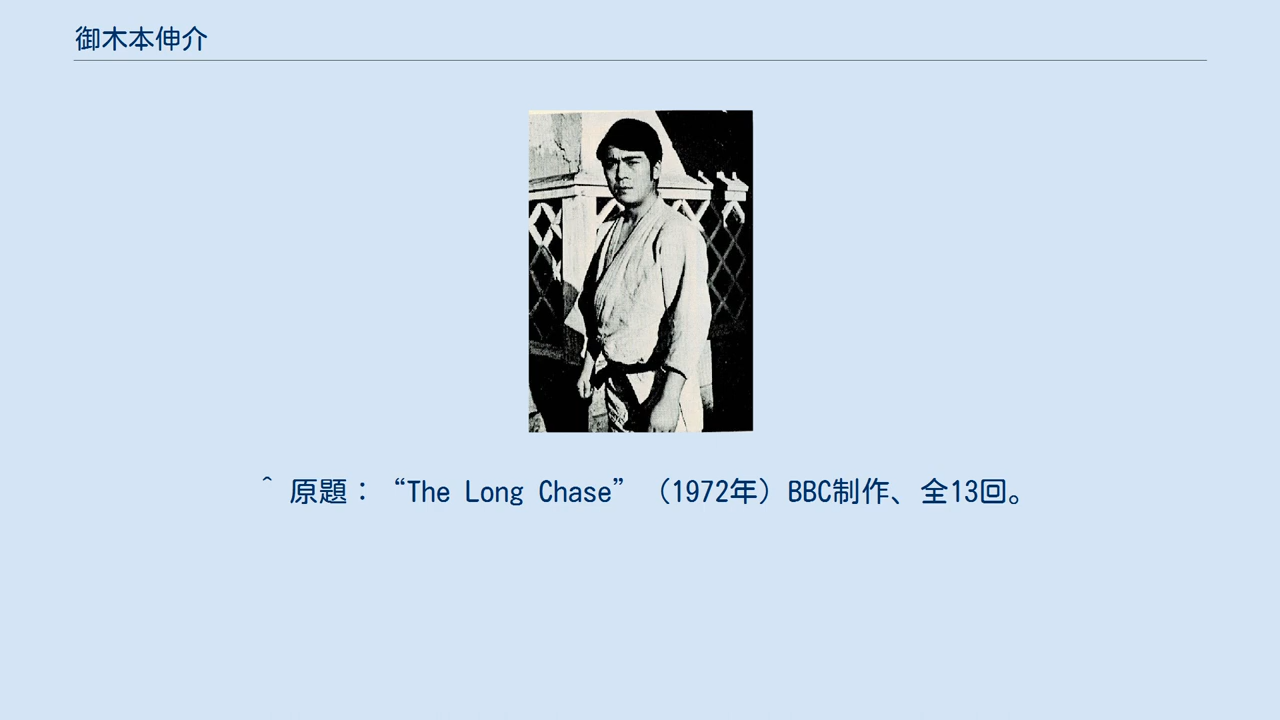 御木本伸介
^ 原題：“The Long Chase”（1972年）BBC制作、全13回。